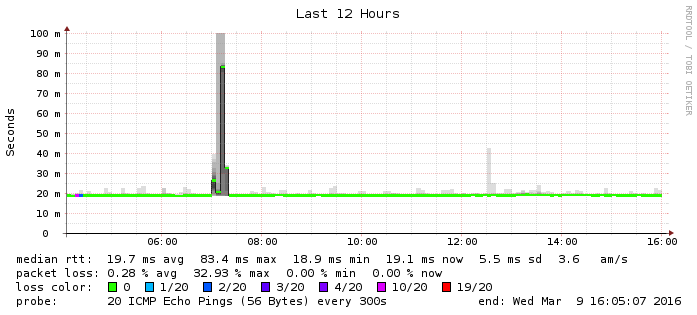 Last 12 Hours
RRDTOOL / TOBI OETIKER
Seconds
100 m
90 m
80 m
70 m
60 m
50 m
40 m
30 m
20 m
10 m
0
06:00 08:00 10:00 12:00 14:00 16:00
median rtt: 19.7 ms avg 83.4 ms max 18.9 ms min 19.1 ms now 5.5 ms sd 3.6 am/s
packet loss: 0.28 % avg 32.93 % max 0.00 % min 0.00 % now
loss color: 0 1/20 2/20 3/20 4/20 10/20 19/20
probe: 20 ICMP Echo Pings (56 Bytes) every 300s end: Wed Mar 9 16:05:07 2016